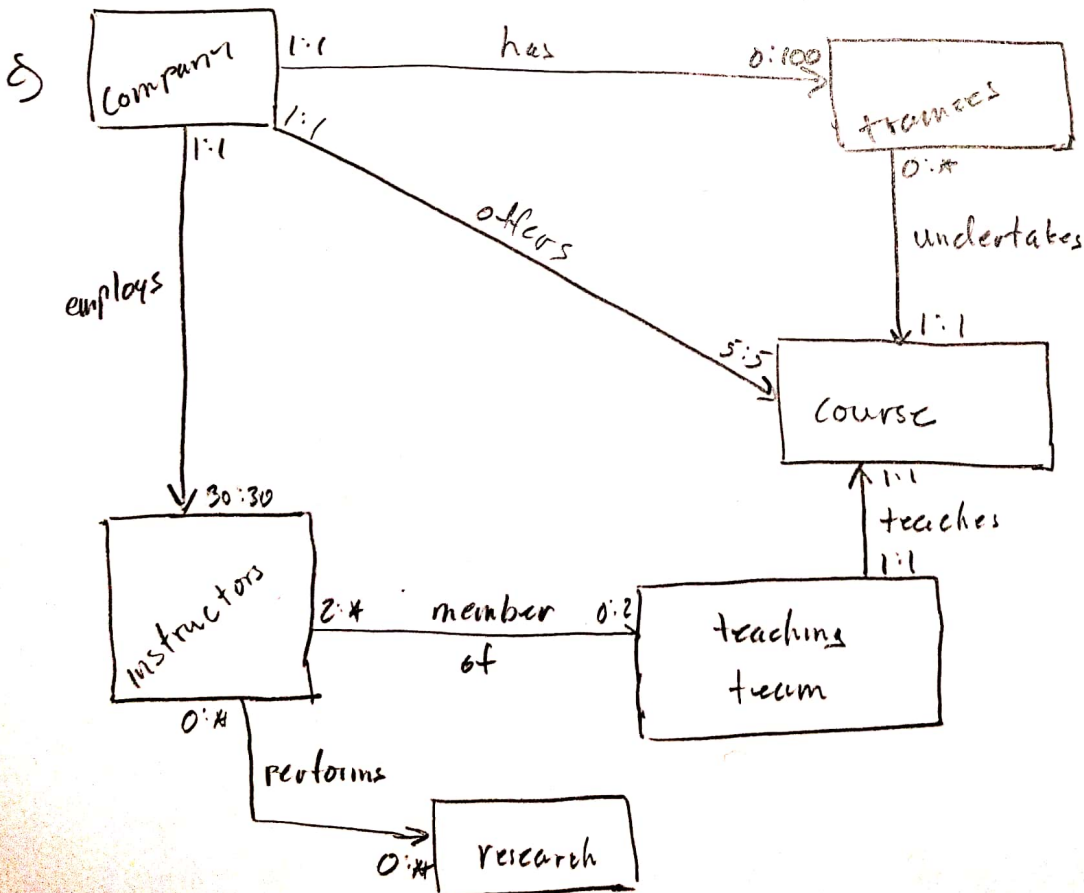 c)
Company
1:1
has
0:100
trainees
1:1
1:1
0:*
offers
undertakes
employs
5:5
1:1
course
1:1
teaches
1:1
30:30
instructors
2:*
member
of
0:2
teaching
team
0:*
performs
0:*
research